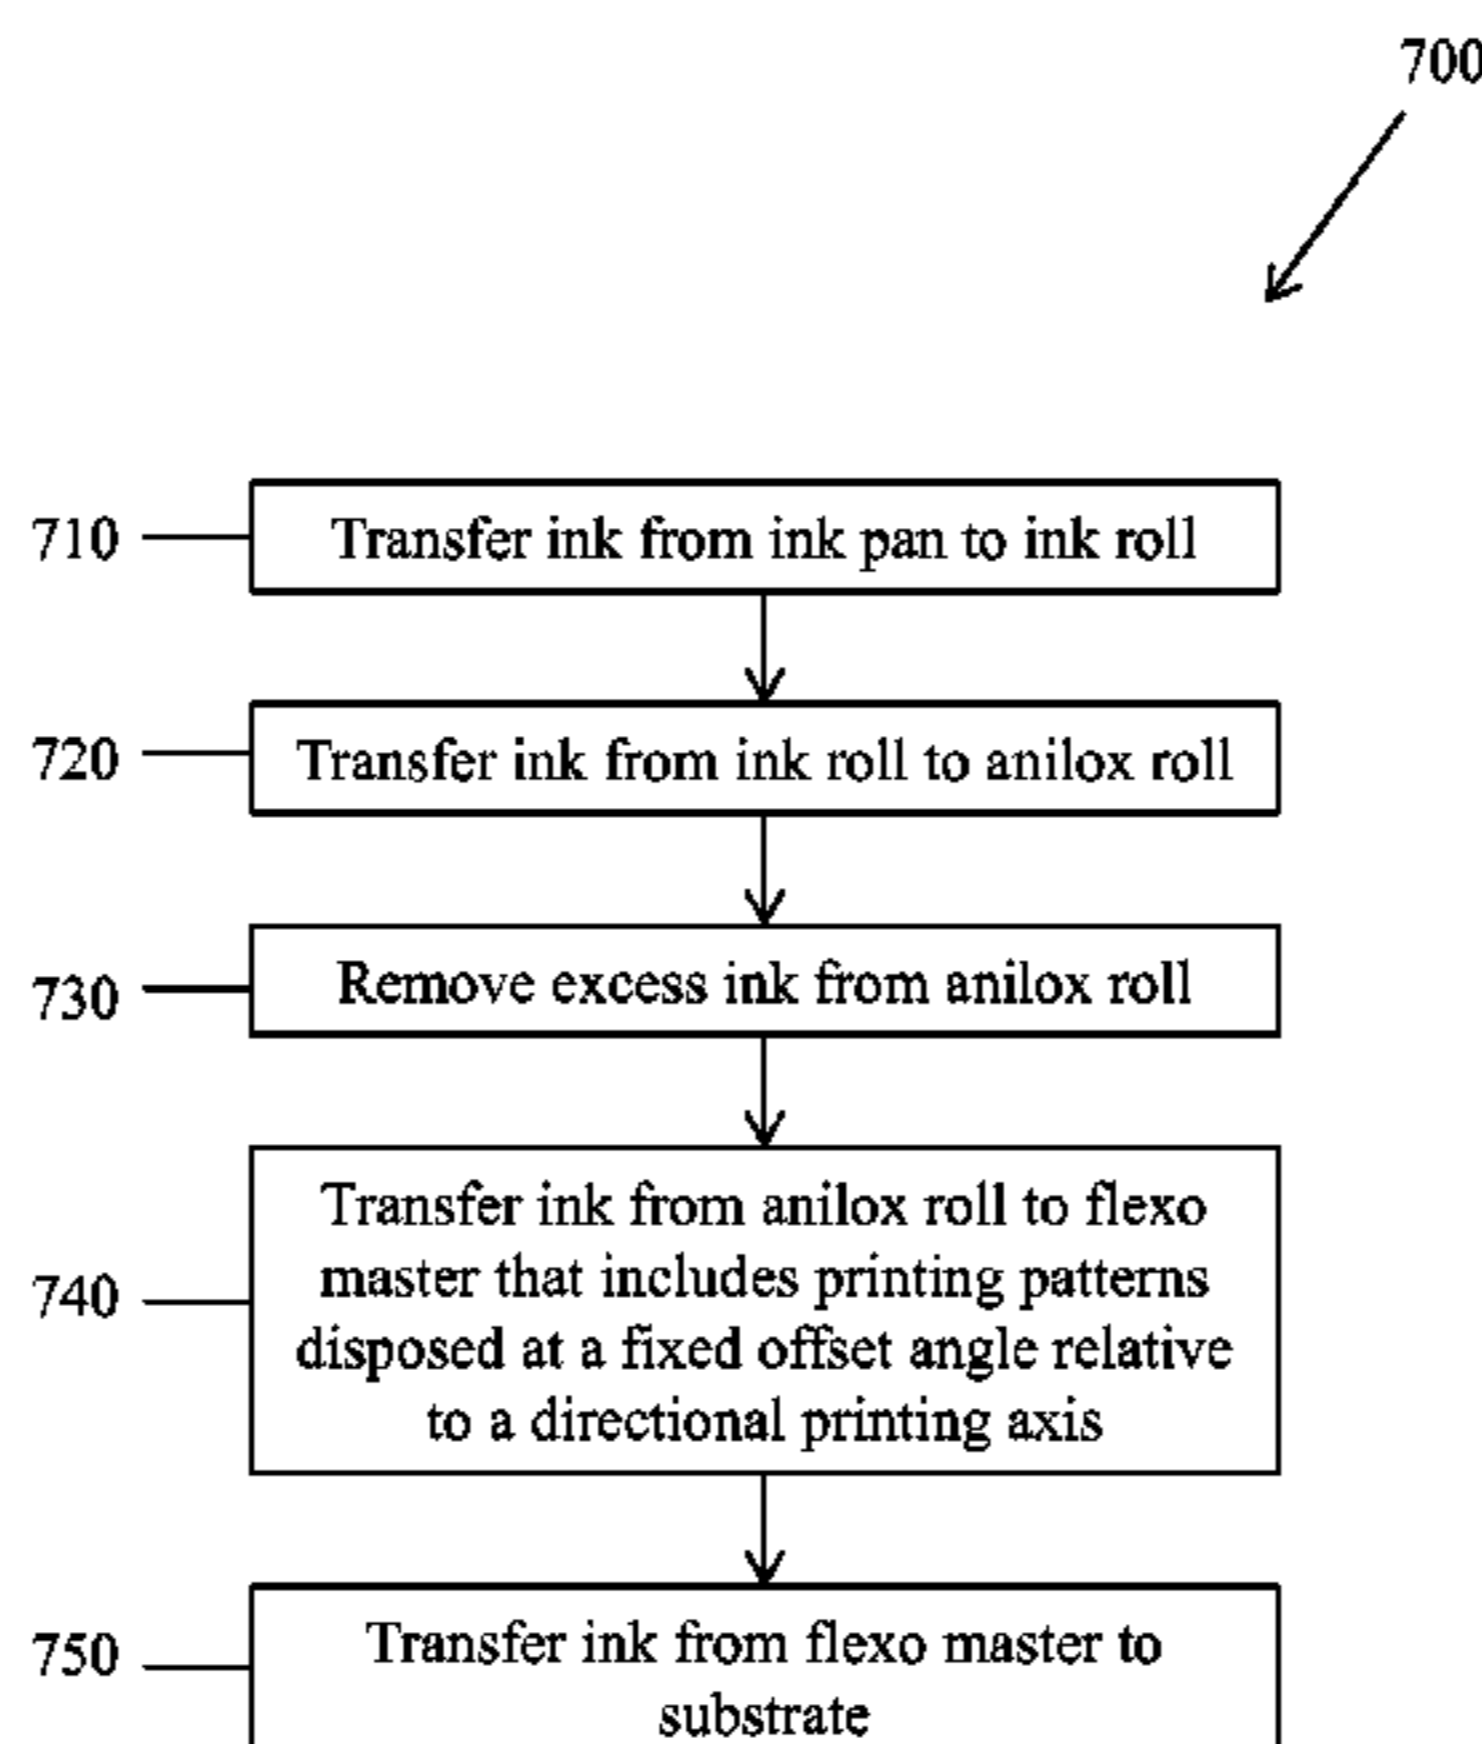 700
710 Transfer ink from ink pan to ink roll
720 Transfer ink from ink roll to anilox roll
730 Remove excess ink from anilox roll
Transfer ink from anilox roll to flexo
master that includes printing patterns
740
disposed at a fixed offset angle relative
to a directional printing axis
750 Transfer ink from flexo master to
substrate